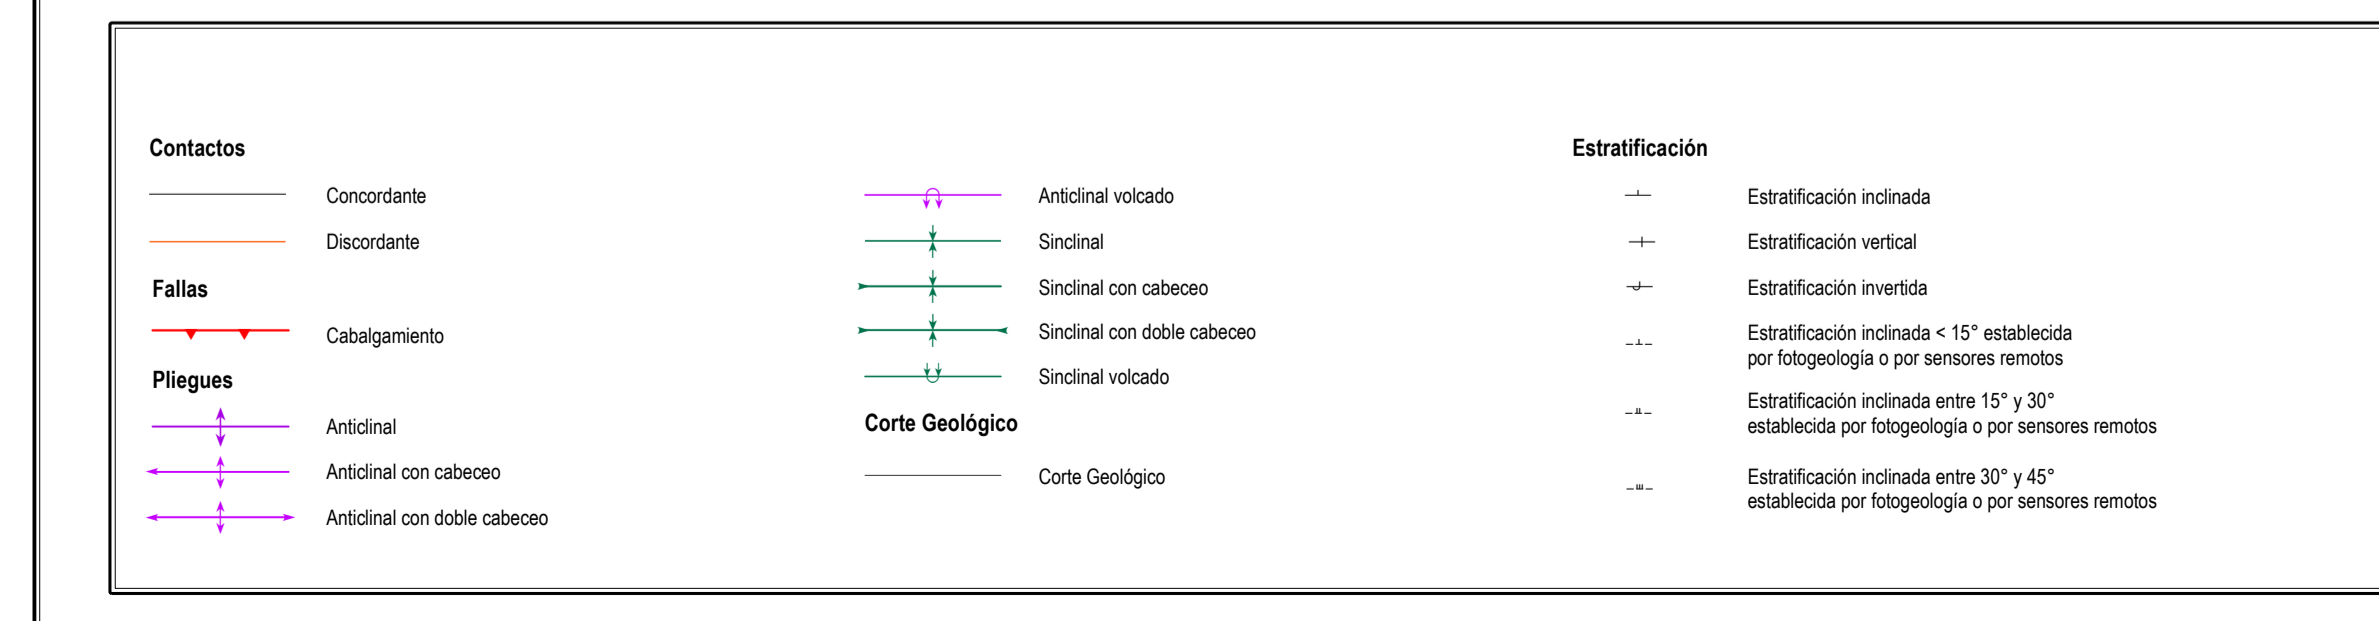 Contactos
Concordante
Discordante
Fallas
Cabalgamiento
Pliegues
Anticlinal
Anticlinal con cabeceo
Anticlinal con doble cabeceo
Anticlinal volcado
Sinclinal
Sinclinal con cabeceo
Sinclinal con doble cabeceo
Sinclinal volcado
Corte Geológico
Corte Geológico
Estratificación
Estratificación inclinada
Estratificación vertical
Estratificación invertida
Estratificación inclinada < 15° establecida
por fotogeología o por sensores remotos
Estratificación inclinada entre 15° y 30°
establecida por fotogeología o por sensores remotos
Estratificación inclinada entre 30° y 45°
establecida por fotogeología o por sensores remotos